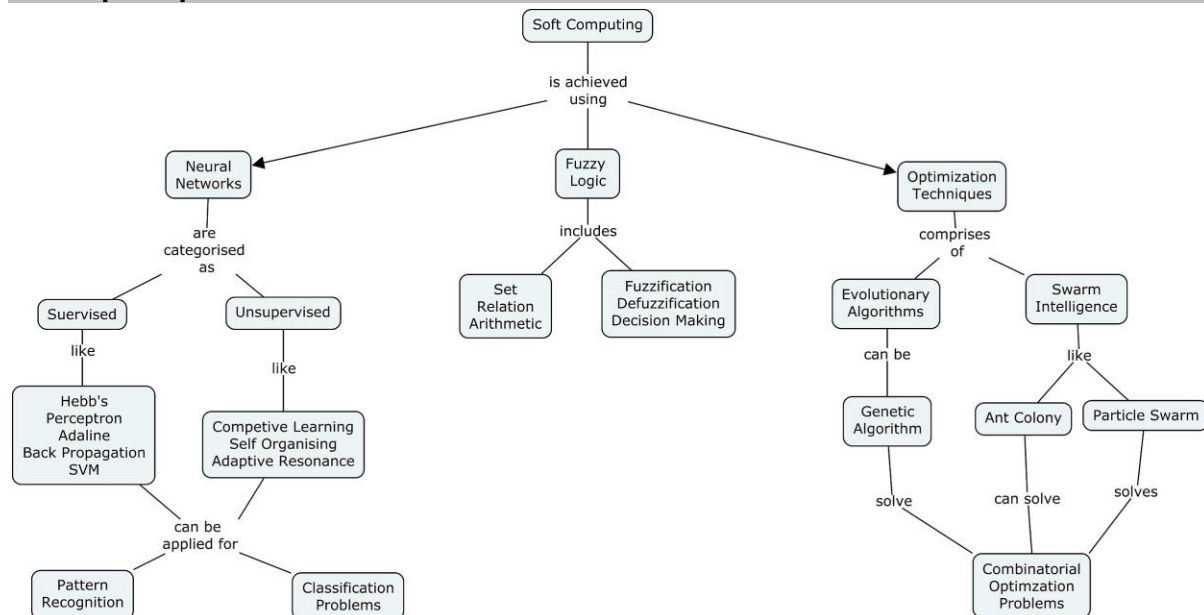 Soft Computing
is achieved
using
Neural
Networks
Fuzzy
Logic
Optimization
Techniques
are
categorised
as
includes
comprises
of
Suervised
Unsupervised
Set
Relation
Arithmetic
Fuzzification
Defuzzification
Decision Making
Evolutionary
Algorithms
Swarm
Intelligence
like
like
can be
like
Hebb's
Perceptron
Adaline
Back Propagation
SVM
Competive Learning
Self Organising
Adaptive Resonance
Genetic
Algorithm
Ant Colony
Particle Swarm
can be
applied for
solve
can solve
solves
Pattern
Recognition
Classification
Problems
Combinatorial
Optimzation
Problems